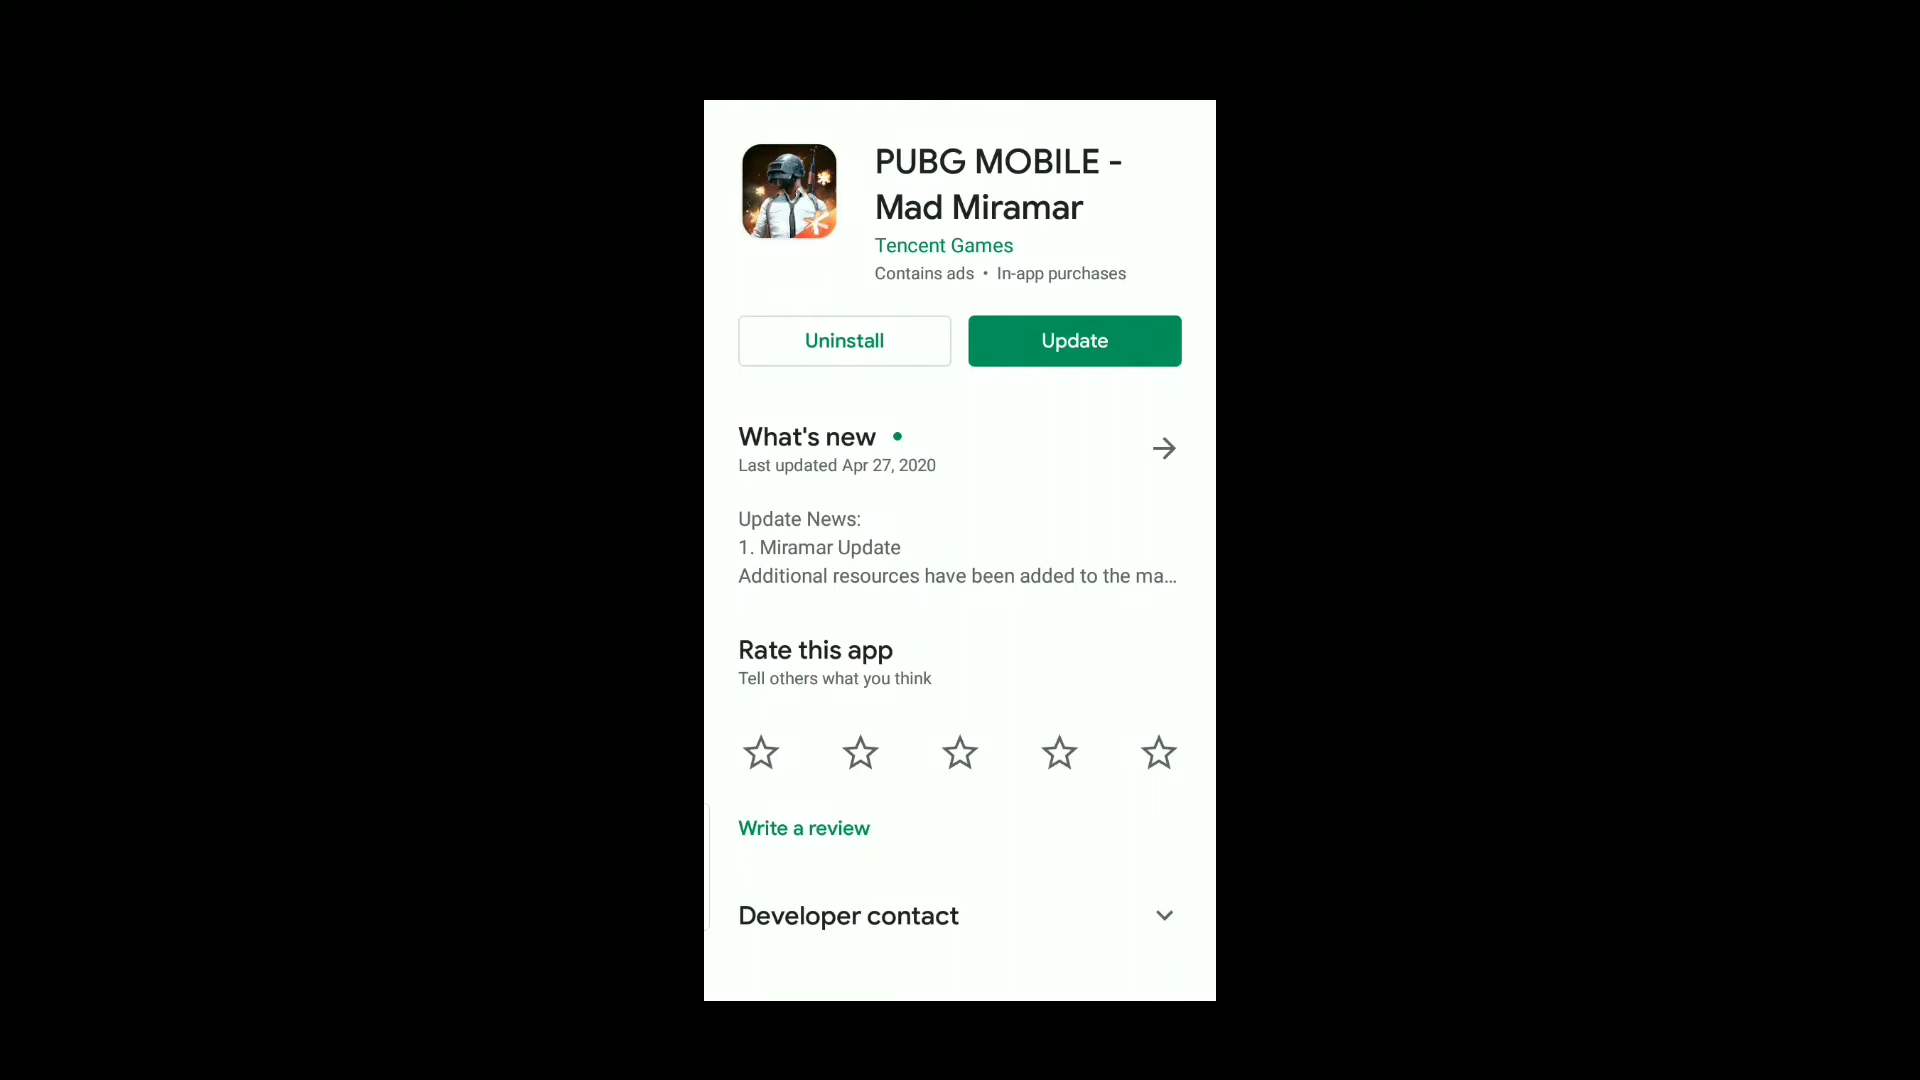 PUBG MOBILE -
Mad Miramar
Tencent Games
Contains ads • In-app purchases
Uninstall
Update
What's new
Last updated Apr 27, 2020
Update News:
1. Miramar Update
Additional resources have been added to the ma...
Rate this app
Tell others what you think
Write a review
Developer contact